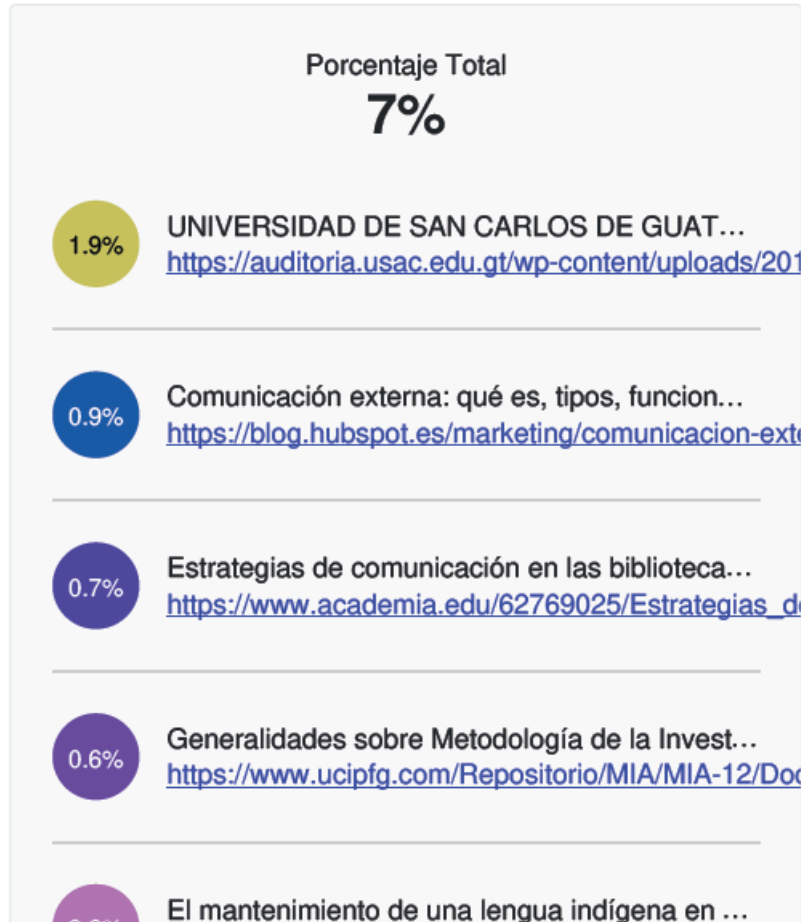 Porcentaje Total
7%
1.9%
UNIVERSIDAD DE SAN CARLOS DE GUAT...
https://auditoria.usac.edu.gt/wp-content/uploads/201
0.9%
Comunicación externa: qué es, tipos, funcion...
https://blog.hubspot.es/marketing/comunicacion-exte
0.7%
Estrategias de comunicación en las biblioteca...
https://www.academia.edu/62769025/Estrategias_de
0.6%
Generalidades sobre Metodología de la Invest...
https://www.ucipfg.com/Repositorio/MIA/MIA-12/Doc
El mantenimiento de una lengua indígena en ...